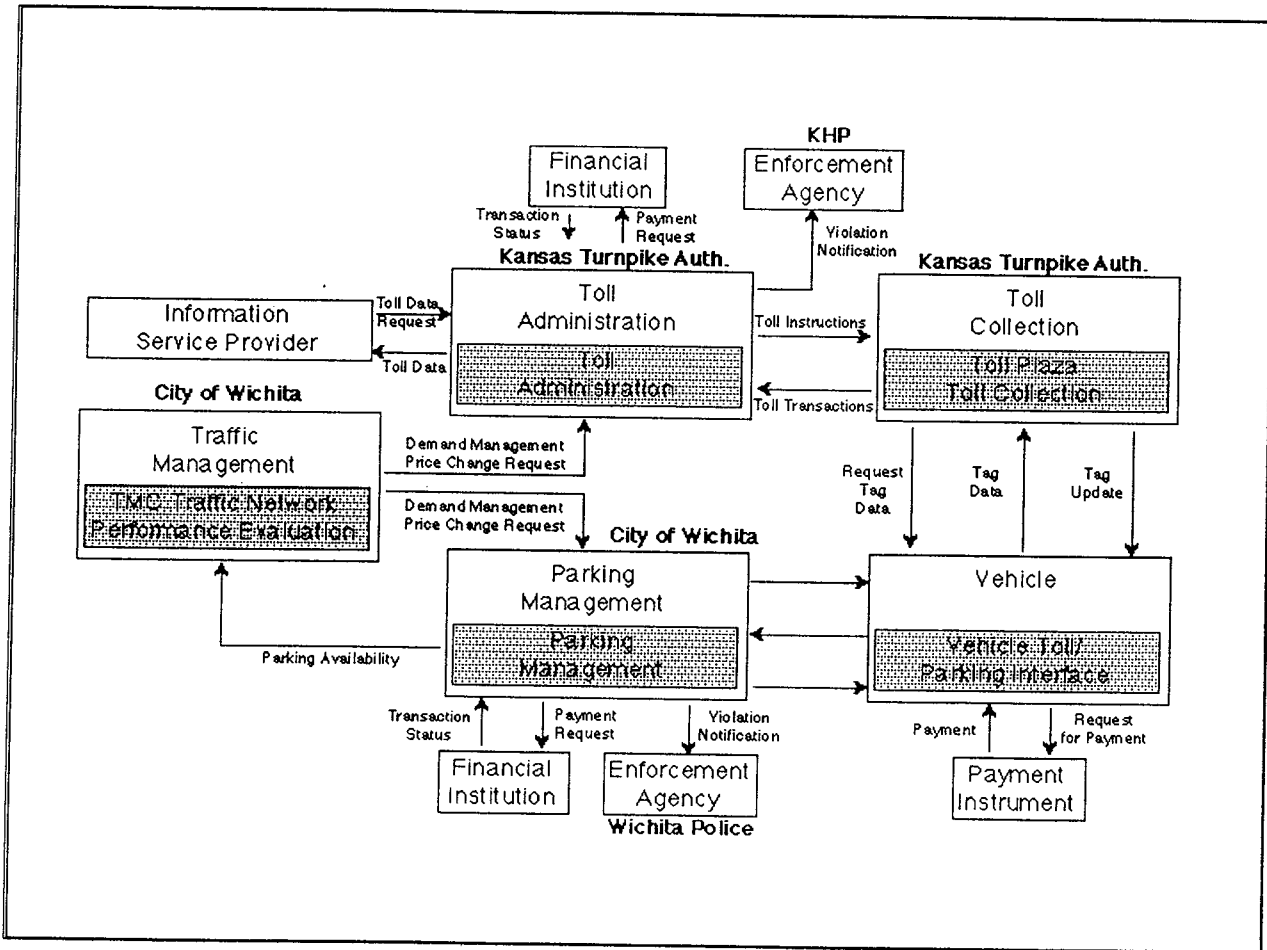 KHP
Financial
Institution
Enforcement
Agency
Transaction
Status
Payment
Request
Violation
Notification
Kansas Turnpike Auth.
Kansas Turnpike Auth.
Information
Service Provider
Toll Data
Request
Toll Data
Toll
Administration
Toll
Administration
Toll Instructions
Toll Transactions
Toll
Collection
Toll Plaza
Toll Collection
City of Wichita
Traffic
Management
TMC Traffic Network
Performance Evaluation
Demand Management
Price Change Request
Demand Management
Price Change Request
Request
Tag
Data
Tag
Data
Tag
Update
City of Wichita
Parking
Management
Parking
Management
Vehicle
Vehicle Toll/
Parking Interface
Parking Availability
Transaction
Status
Payment
Request
Violation
Notification
Payment
Request
for Payment
Financial
Institution
Enforcement
Agency
Wichita Police
Payment
Instrument